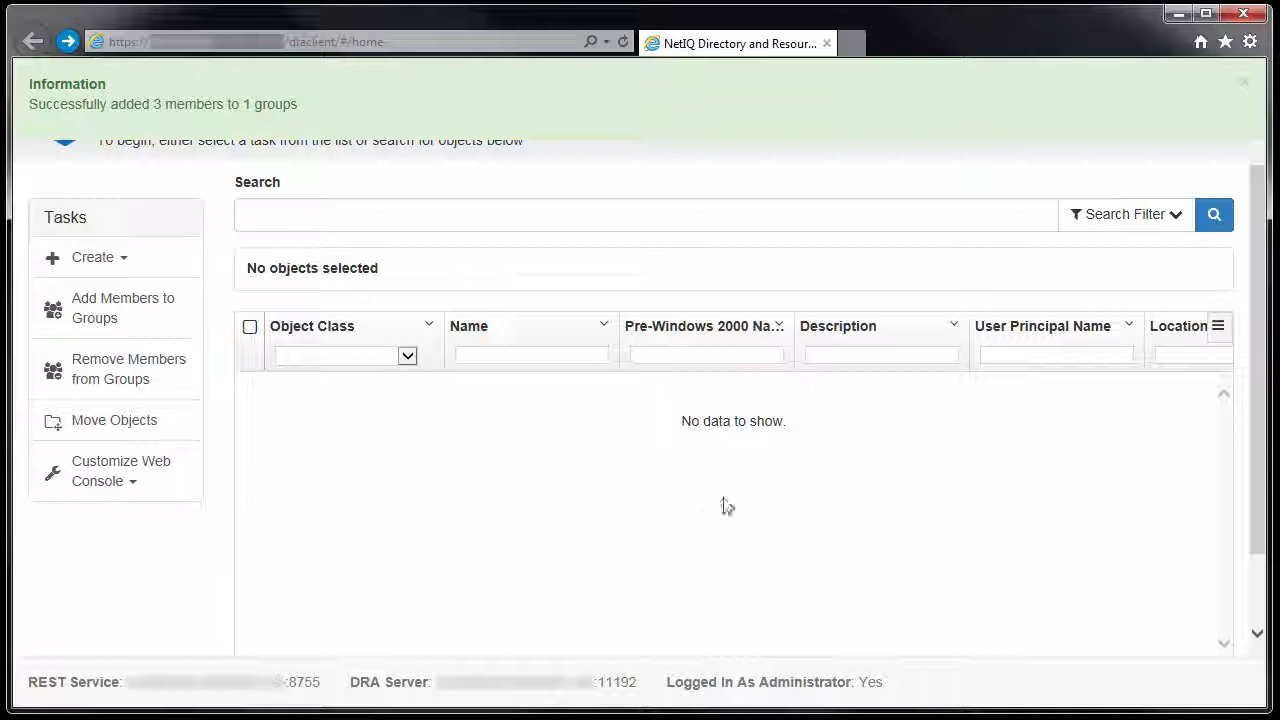 https://
/draclient/#/home
NetIQ Directory and Resour...
Information
Successfully added 3 members to 1 groups
To begin, either select a task from the list or search for objects below
Search
Search Filter
Tasks
Create
Add Members to
Groups
Remove Members
from Groups
Move Objects
Customize Web
Console
No objects selected
Object Class
Name
Pre-Windows 2000 Na...
Description
User Principal Name
Location
No data to show.
REST Service: :8755
DRA Server: :11192
Logged In As Administrator: Yes